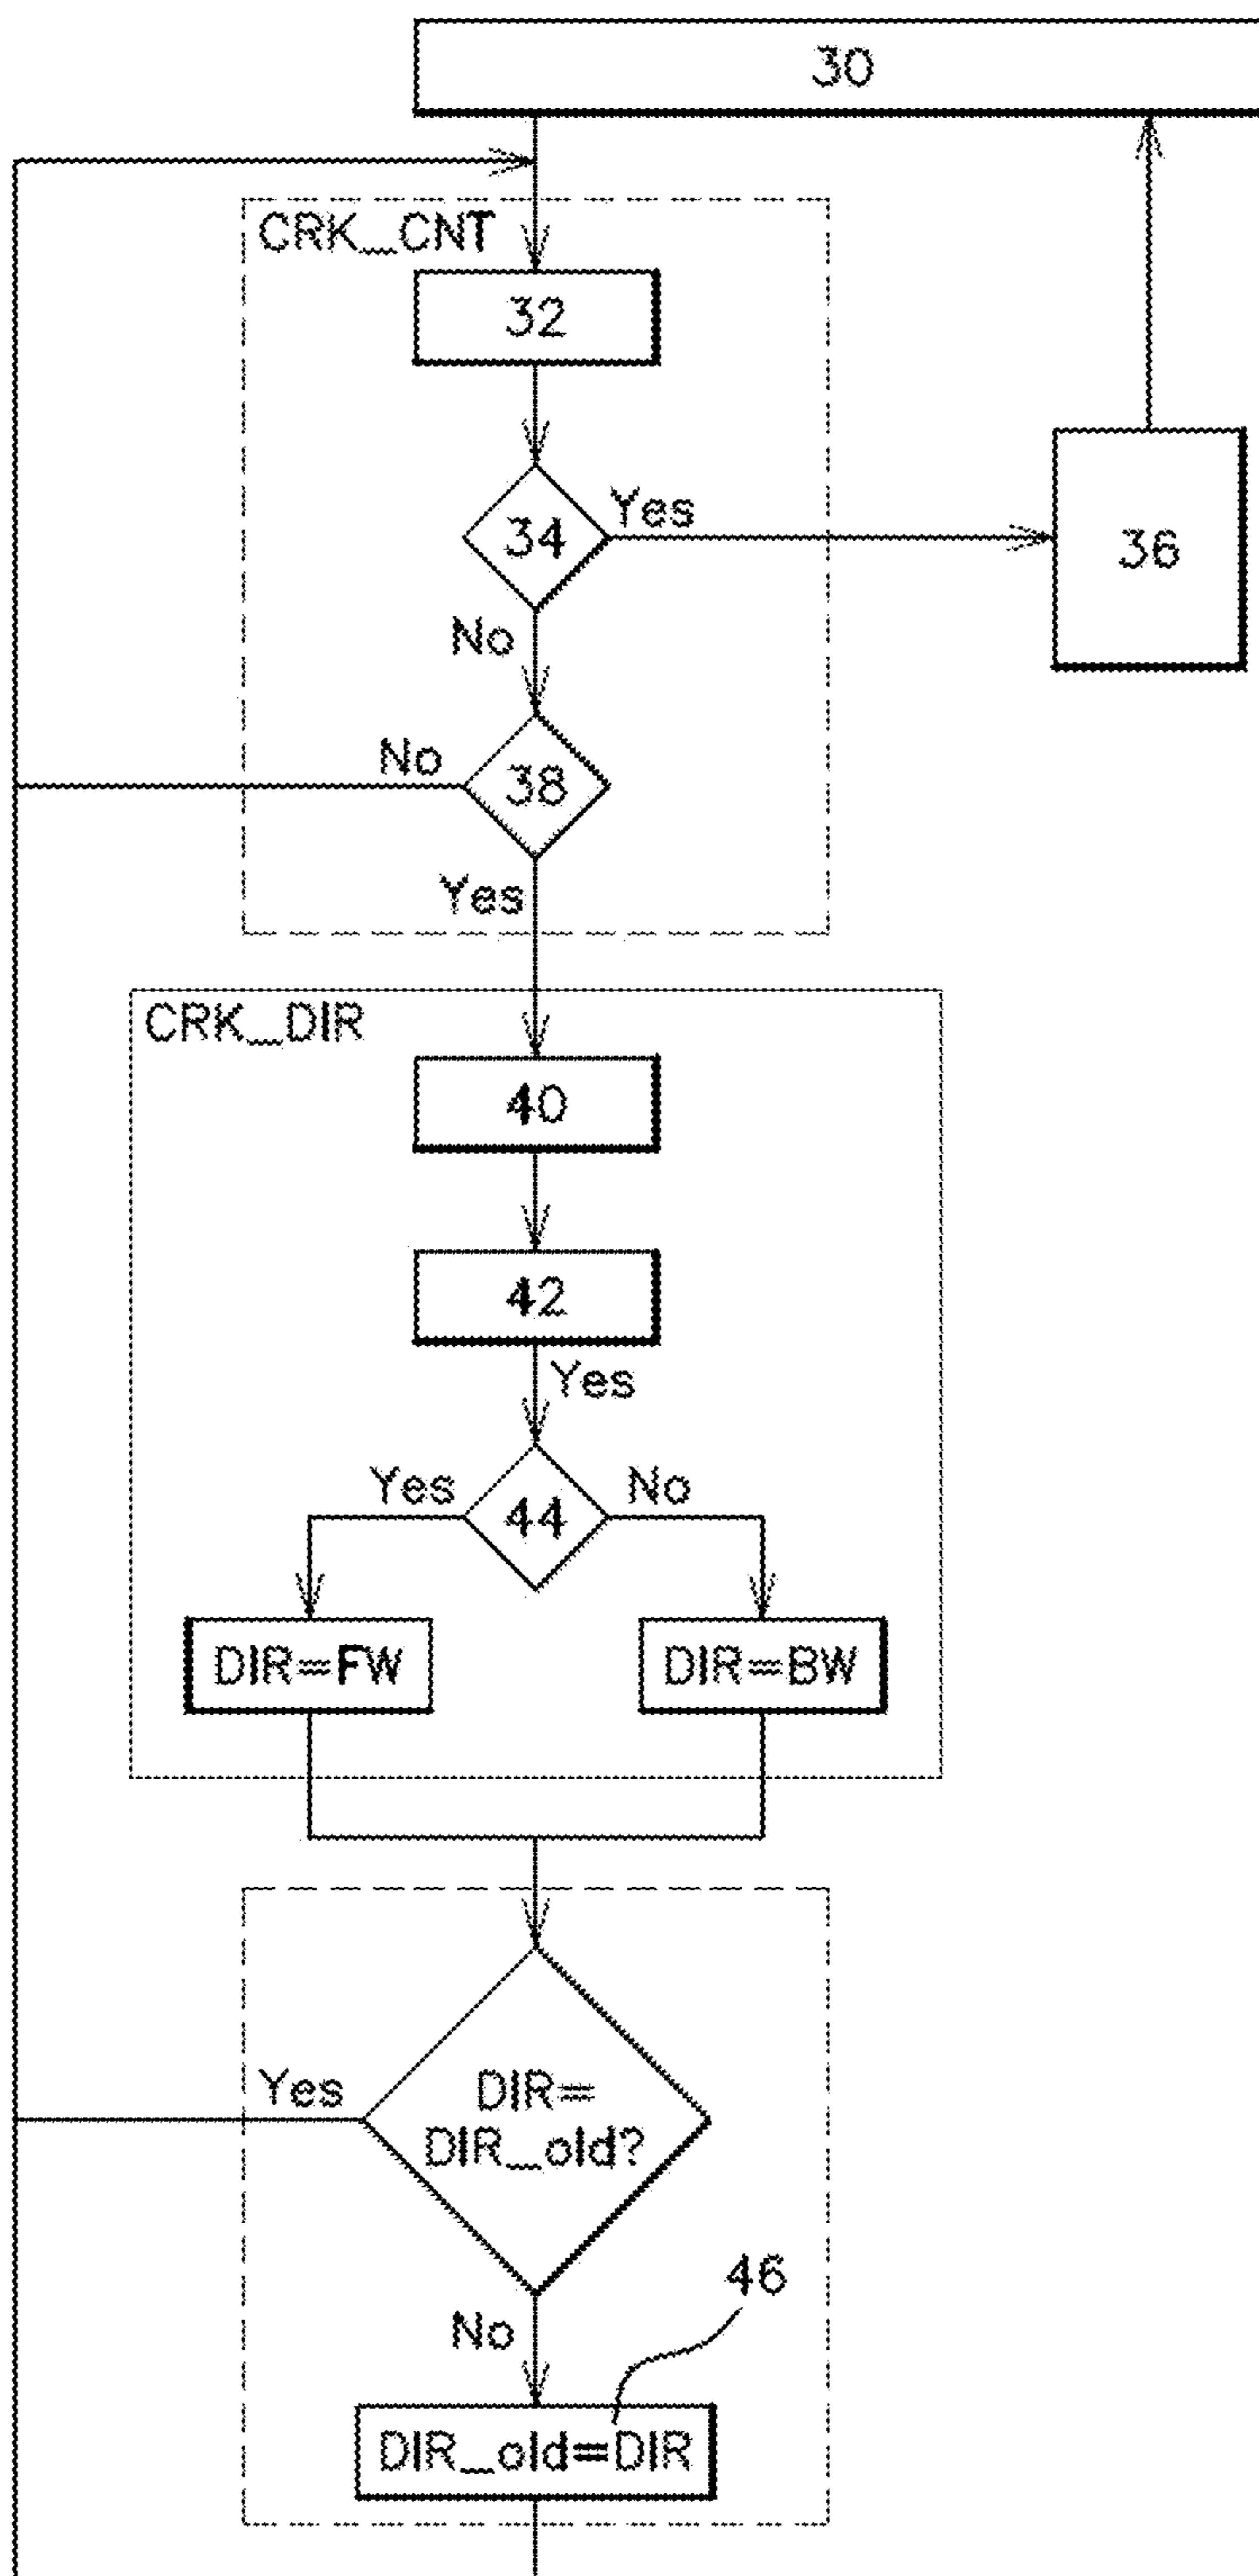 30
CRK_CNT
32
34
Yes
36
No
No
38
Yes
CRK_DIR
40
42
Yes
Yes
44
No
DIR=FW
DIR=BW
Yes
DIR=
DIR_old?
46
No
DIR_old=DIR